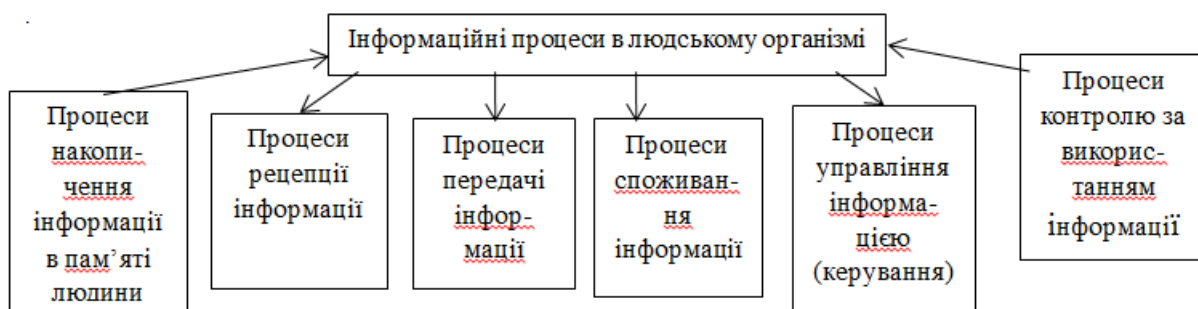 Інформаційні процеси в людському організмі
Процеси
накопи-
чення
інформації
в пам’яті
людини
Процеси
рецепції
інформації
Процеси
передачі
інфор-
мації
Процеси
споживан-
ня
інформації
Процеси
управління
інформа-
цією
(керування)
Процеси
контролю за
викорис-
танням
інформації